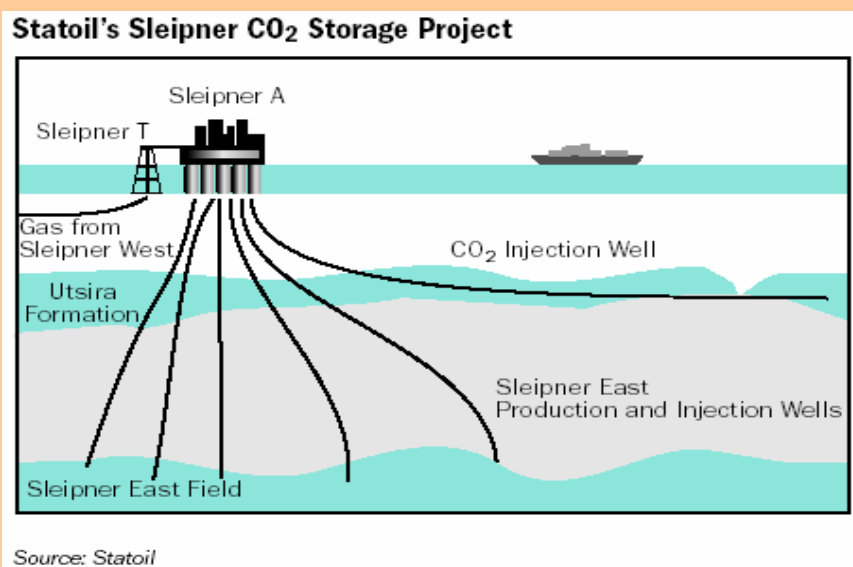 Statoil's Sleipner CO₂ Storage Project
Sleipner A
Sleipner T
Gas from
Sleipner West
CO₂ Injection Well
Utsira
Formation
Sleipner East
Production and Injection Wells
Sleipner East Field
Source: Statoil